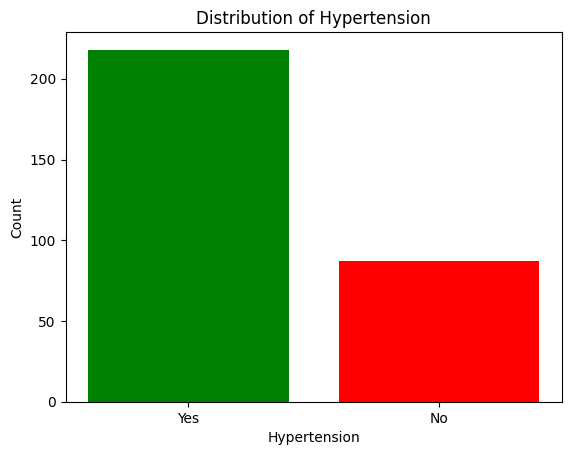 Distribution of Hypertension
200
150
100
50
0
Count
Yes No
Hypertension